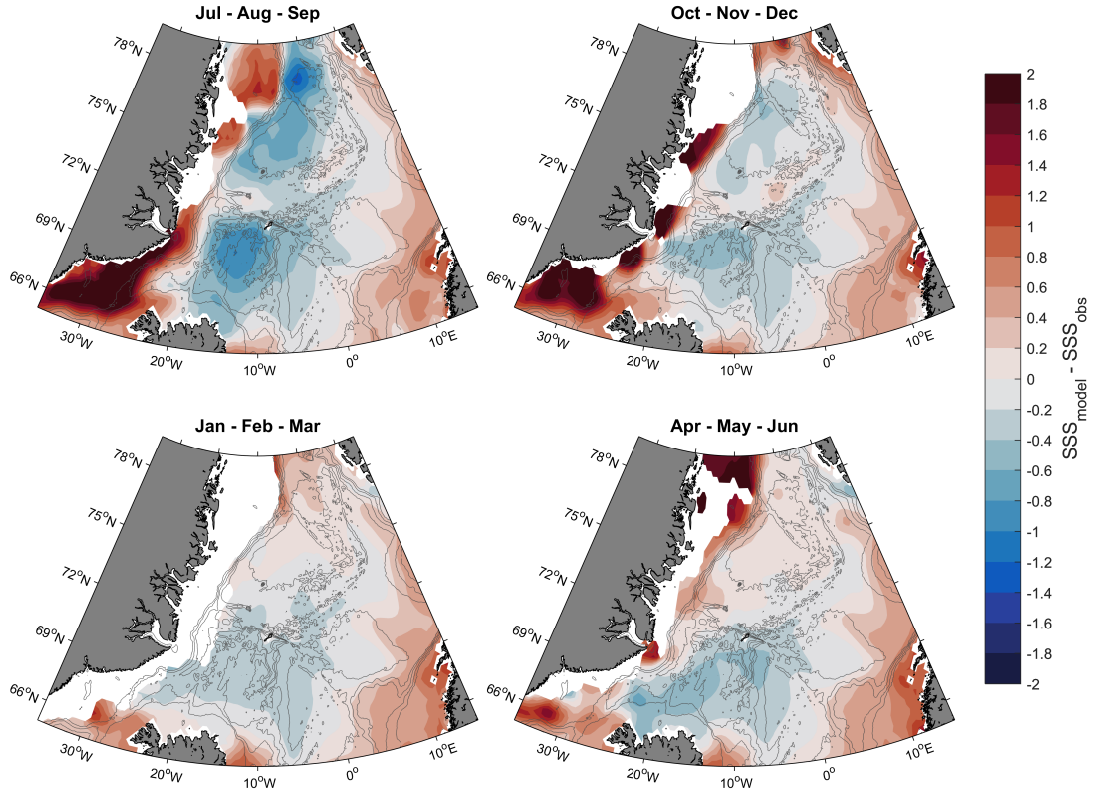 Jul - Aug - Sep
Oct - Nov - Dec
78°N
75°N
72°N
69°N
66°N
30°W
20°W
10°W
0°
10°E
78°N
75°N
72°N
69°N
66°N
30°W
20°W
10°W
0°
10°E
Jan - Feb - Mar
Apr - May - Jun
78°N
75°N
72°N
69°N
66°N
30°W
20°W
10°W
0°
10°E
78°N
75°N
72°N
69°N
66°N
30°W
20°W
10°W
0°
10°E
2
1.8
1.6
1.4
1.2
1
0.8
0.6
0.4
0.2
0
-0.2
-0.4
-0.6
-0.8
-1
-1.2
-1.4
-1.6
-1.8
-2
SSS_model - SSS_obs